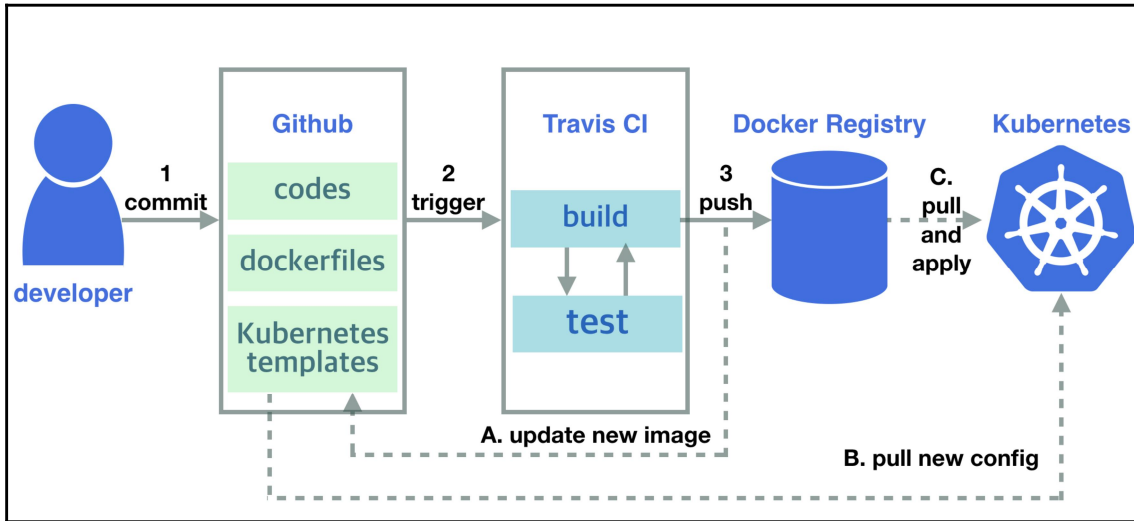 Github
Travis CI
Docker Registry
Kubernetes
1
commit
codes
2
trigger
build
3
push
C.
pull
and
apply
dockerfiles
developer
test
Kubernetes
templates
A. update new image
B. pull new config